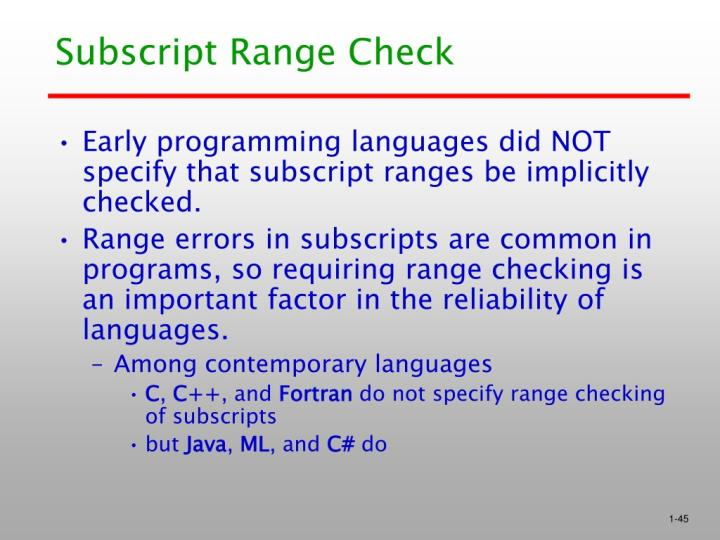 Subscript Range Check
• Early programming languages did NOT
specify that subscript ranges be implicitly
checked.
• Range errors in subscripts are common in
programs, so requiring range checking is
an important factor in the reliability of
languages.
– Among contemporary languages
• C, C++, and Fortran do not specify range checking
of subscripts
• but Java, ML, and C# do
1-45